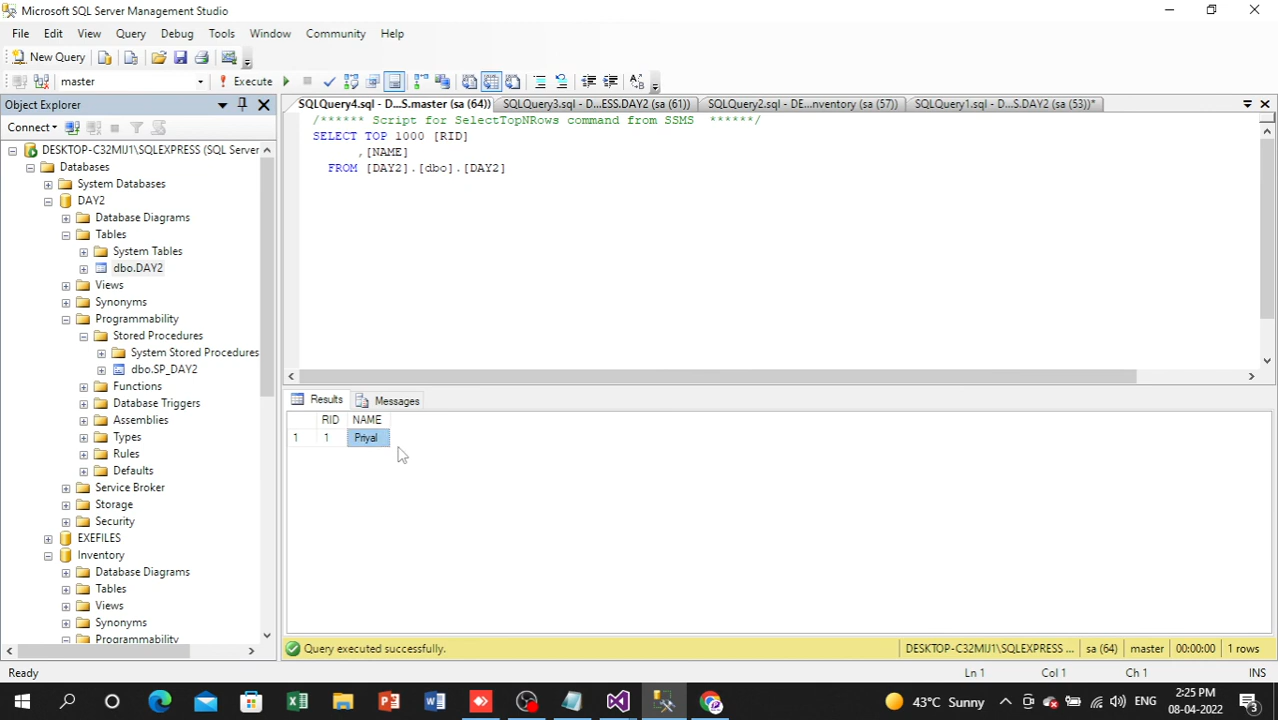 Microsoft SQL Server Management Studio
File Edit View Query Debug Tools Window Community Help
New Query
master Execute
Object Explorer
Connect
DESKTOP-C32MIJ1\SQLEXPRESS (SQL Server
Databases
System Databases
DAY2
Database Diagrams
Tables
System Tables
dbo.DAY2
Views
Synonyms
Programmability
Stored Procedures
System Stored Procedures
dbo.SP_DAY2
Functions
Database Triggers
Assemblies
Types
Rules
Defaults
Service Broker
Storage
Security
EXEFILES
Inventory
Database Diagrams
Tables
Views
Synonyms
Programmability
SQLQuery4.sql - D...S.master (sa (64)) SQLQuery3.sql - D...ESS.DAY2 (sa (61)) SQLQuery2.sql - DE...nventory (sa (57)) SQLQuery1.sql - D...S.DAY2 (sa (53))*
/****** Script for SelectTopNRows command from SSMS ******/
SELECT TOP 1000 [RID]
,[NAME]
FROM [DAY2].[dbo].[DAY2]
Results Messages
RID NAME
1 1 Priyal
Query executed successfully. DESKTOP-C32MIJ1\SQLEXPRESS ... sa (64) master 00:00:00 1 rows
Ready Ln 1 Col 1 Ch 1 INS
43°C Sunny ENG 2:25 PM
08-04-2022 3